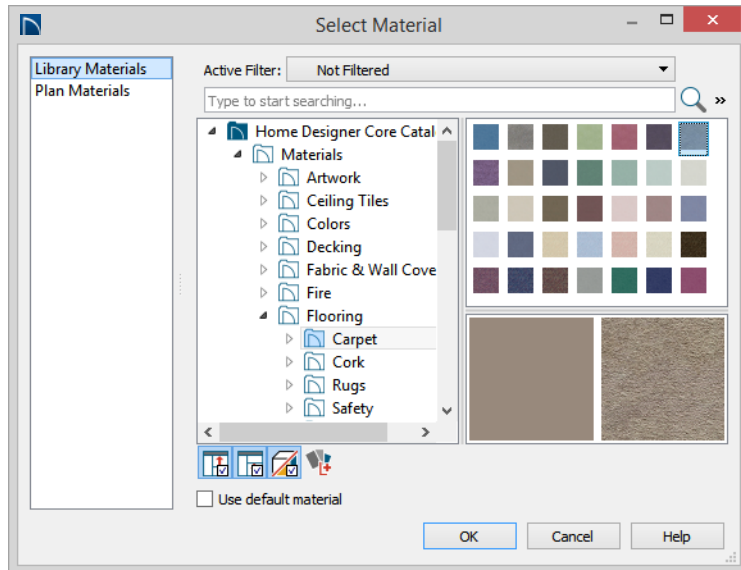 Select Material
Library Materials
Plan Materials
Active Filter: Not Filtered
Type to start searching...
Home Designer Core Catal
Materials
Artwork
Ceiling Tiles
Colors
Decking
Fabric & Wall Cove
Fire
Flooring
Carpet
Cork
Rugs
Safety
Use default material
OK Cancel Help